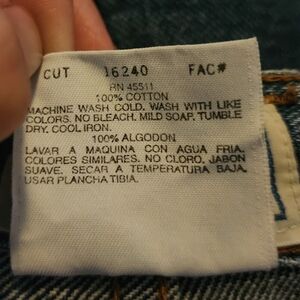 CUT 16240 FAC#
RN 45511
100% COTTON
MACHINE WASH COLD. WASH WITH LIKE
COLORS. NO BLEACH. MILD SOAP. TUMBLE
DRY. COOL IRON.
100% ALGODON
LAVAR A MAQUINA CON AGUA FRIA.
COLORES SIMILARES. NO CLORO. JABON
SUAVE. SECAR A TEMPERATURA BAJA.
USAR PLANCHA TIBIA.